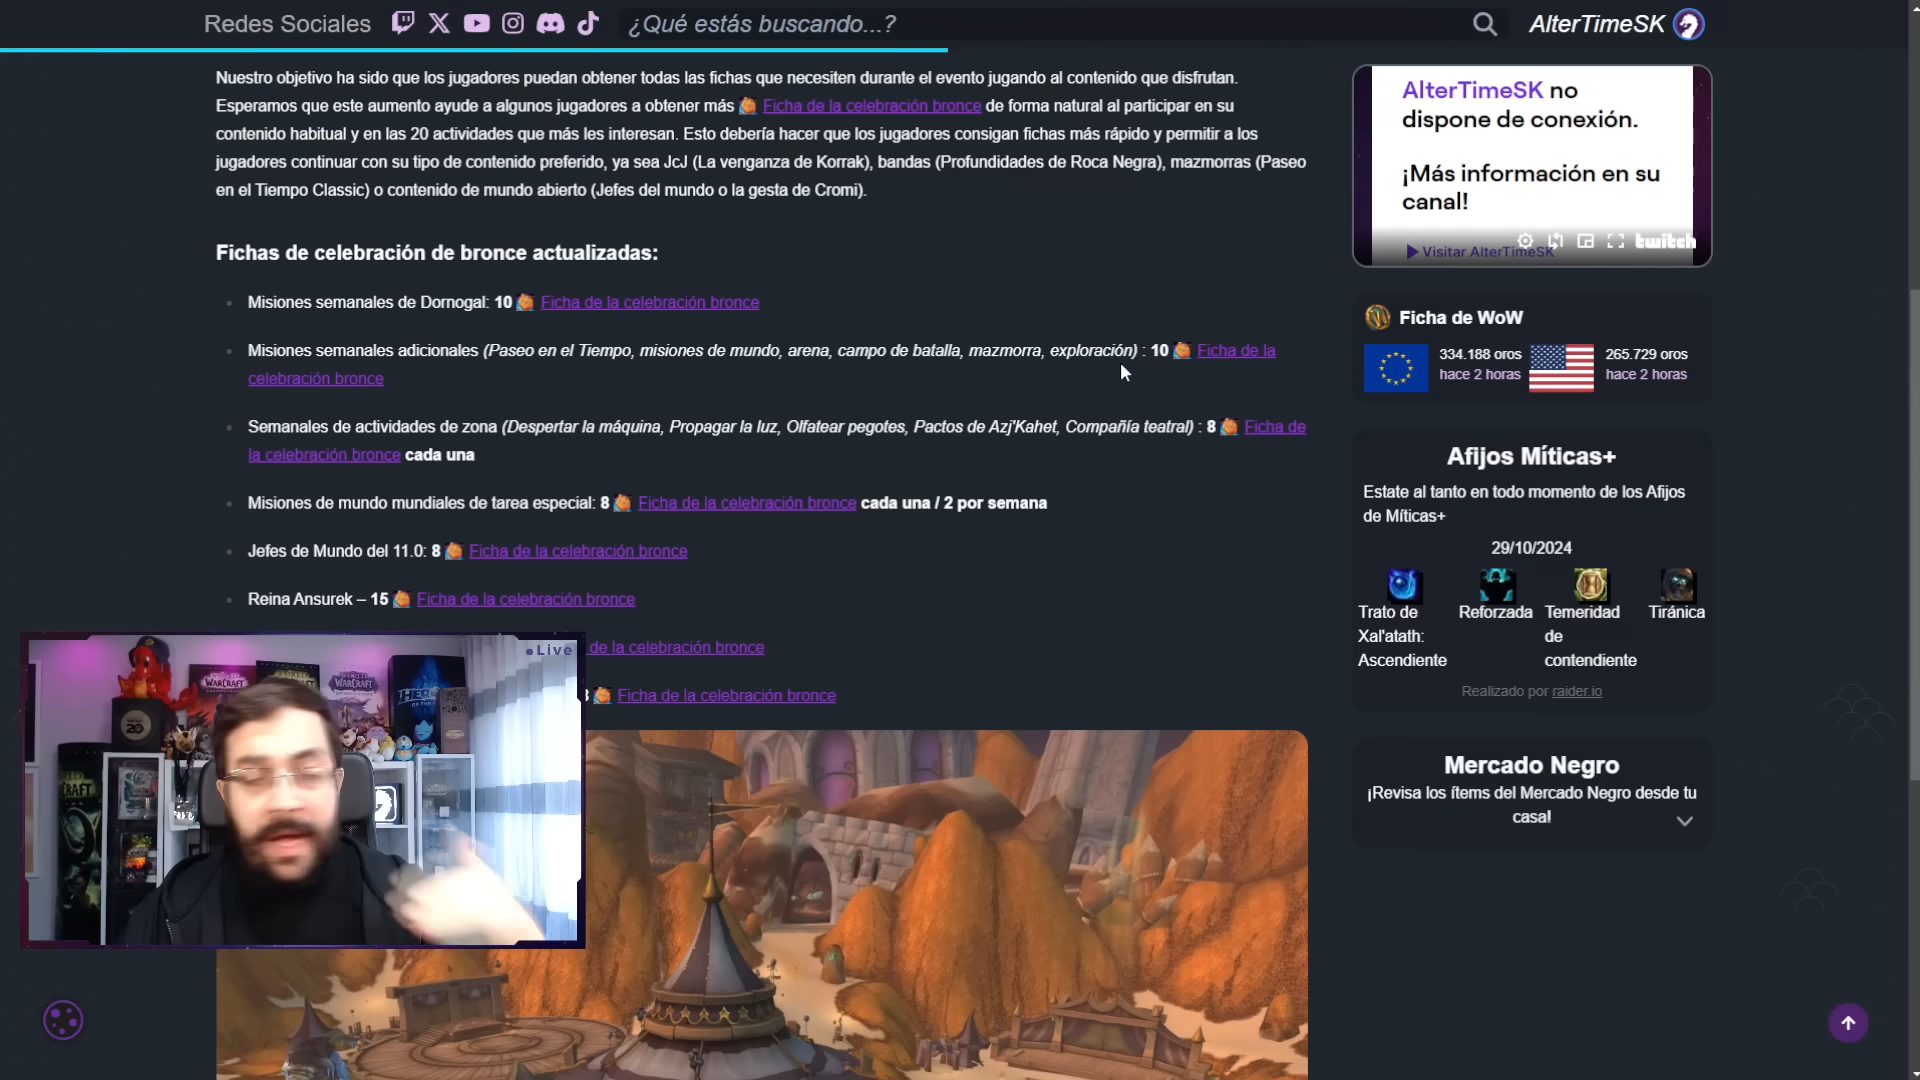 Redes Sociales
¿Qué estás buscando...?
AlterTimeSK
Nuestro objetivo ha sido que los jugadores puedan obtener todas las fichas que necesiten durante el evento jugando al contenido que disfrutan.
Esperamos que este aumento ayude a algunos jugadores a obtener más Ficha de la celebración bronce de forma natural al participar en su
contenido habitual y en las 20 actividades que más les interesan. Esto debería hacer que los jugadores consigan fichas más rápido y permitir a los
jugadores continuar con su tipo de contenido preferido, ya sea JcJ (La venganza de Korrak), bandas (Profundidades de Roca Negra), mazmorras (Paseo
en el Tiempo Classic) o contenido de mundo abierto (Jefes del mundo o la gesta de Cromi).
Fichas de celebración de bronce actualizadas:
Misiones semanales de Dornogal: 10 Ficha de la celebración bronce
Misiones semanales adicionales (Paseo en el Tiempo, misiones de mundo, arena, campo de batalla, mazmorra, exploración) : 10 Ficha de la
celebración bronce
Semanales de actividades de zona (Despertar la máquina, Propagar la luz, Olfatear pegotes, Pactos de Azj'Kahet, Compañía teatral) : 8 Ficha de
la celebración bronce cada una
Misiones de mundo mundiales de tarea especial: 8 Ficha de la celebración bronce cada una / 2 por semana
Jefes de Mundo del 11.0: 8 Ficha de la celebración bronce
Reina Ansurek – 15 Ficha de la celebración bronce
de la celebración bronce
Ficha de la celebración bronce
Live
WARCRAFT
WARCRAFT
AlterTimeSK no
dispone de conexión.
¡Más información en su
canal!
Visitar AlterTimeSK
twitch
Ficha de WoW
334.188 oros
hace 2 horas
265.729 oros
hace 2 horas
Afijos Míticas+
Estate al tanto en todo momento de los Afijos
de Míticas+
29/10/2024
Trato de
Xal'atath:
Ascendiente
Reforzada
Temeridad
de
contendiente
Tiránica
Realizado por raider.io
Mercado Negro
¡Revisa los ítems del Mercado Negro desde tu
casa!